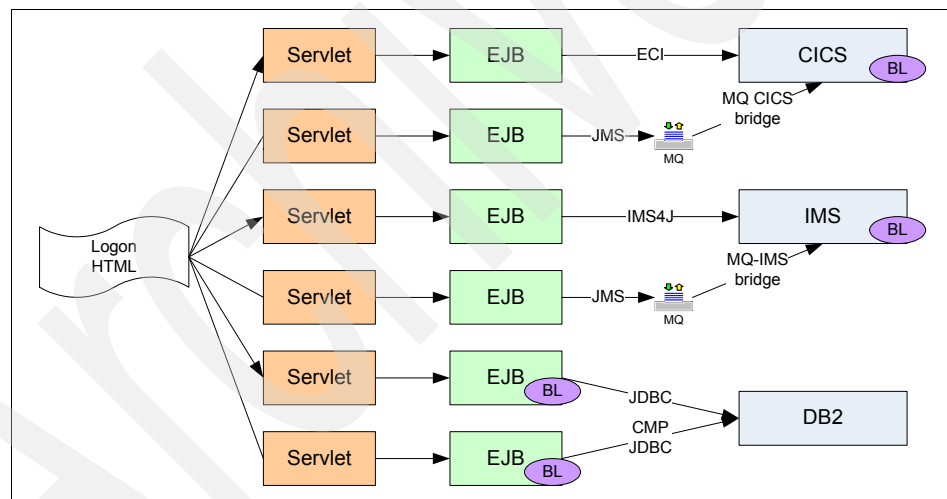 Servlet
EJB
ECI
CICS
BL
MQ CICS
bridge
Servlet
EJB
JMS
MQ
Logon
HTML
Servlet
EJB
IMS4J
IMS
BL
MQ-IMS
bridge
Servlet
EJB
JMS
MQ
Servlet
EJB
BL
JDBC
DB2
CMP
JDBC
Servlet
EJB
BL